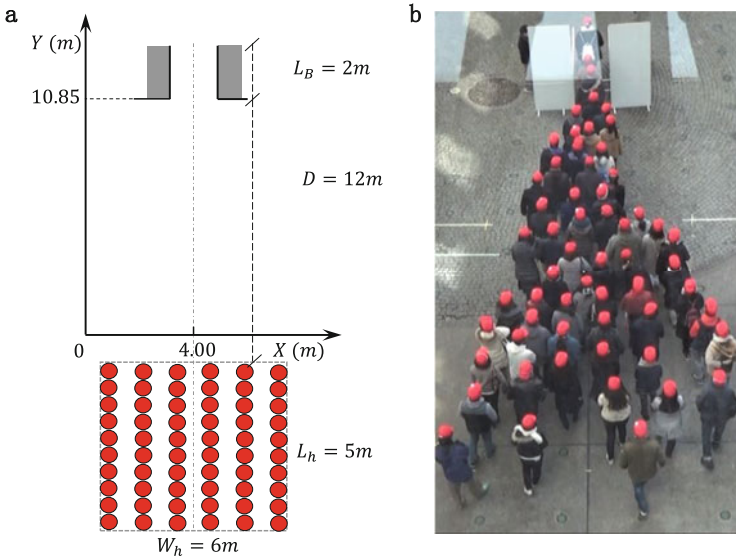 a
Y (m)
L_B = 2m
10.85
D = 12m
0
4.00
X (m)
L_h = 5m
W_h = 6m
b